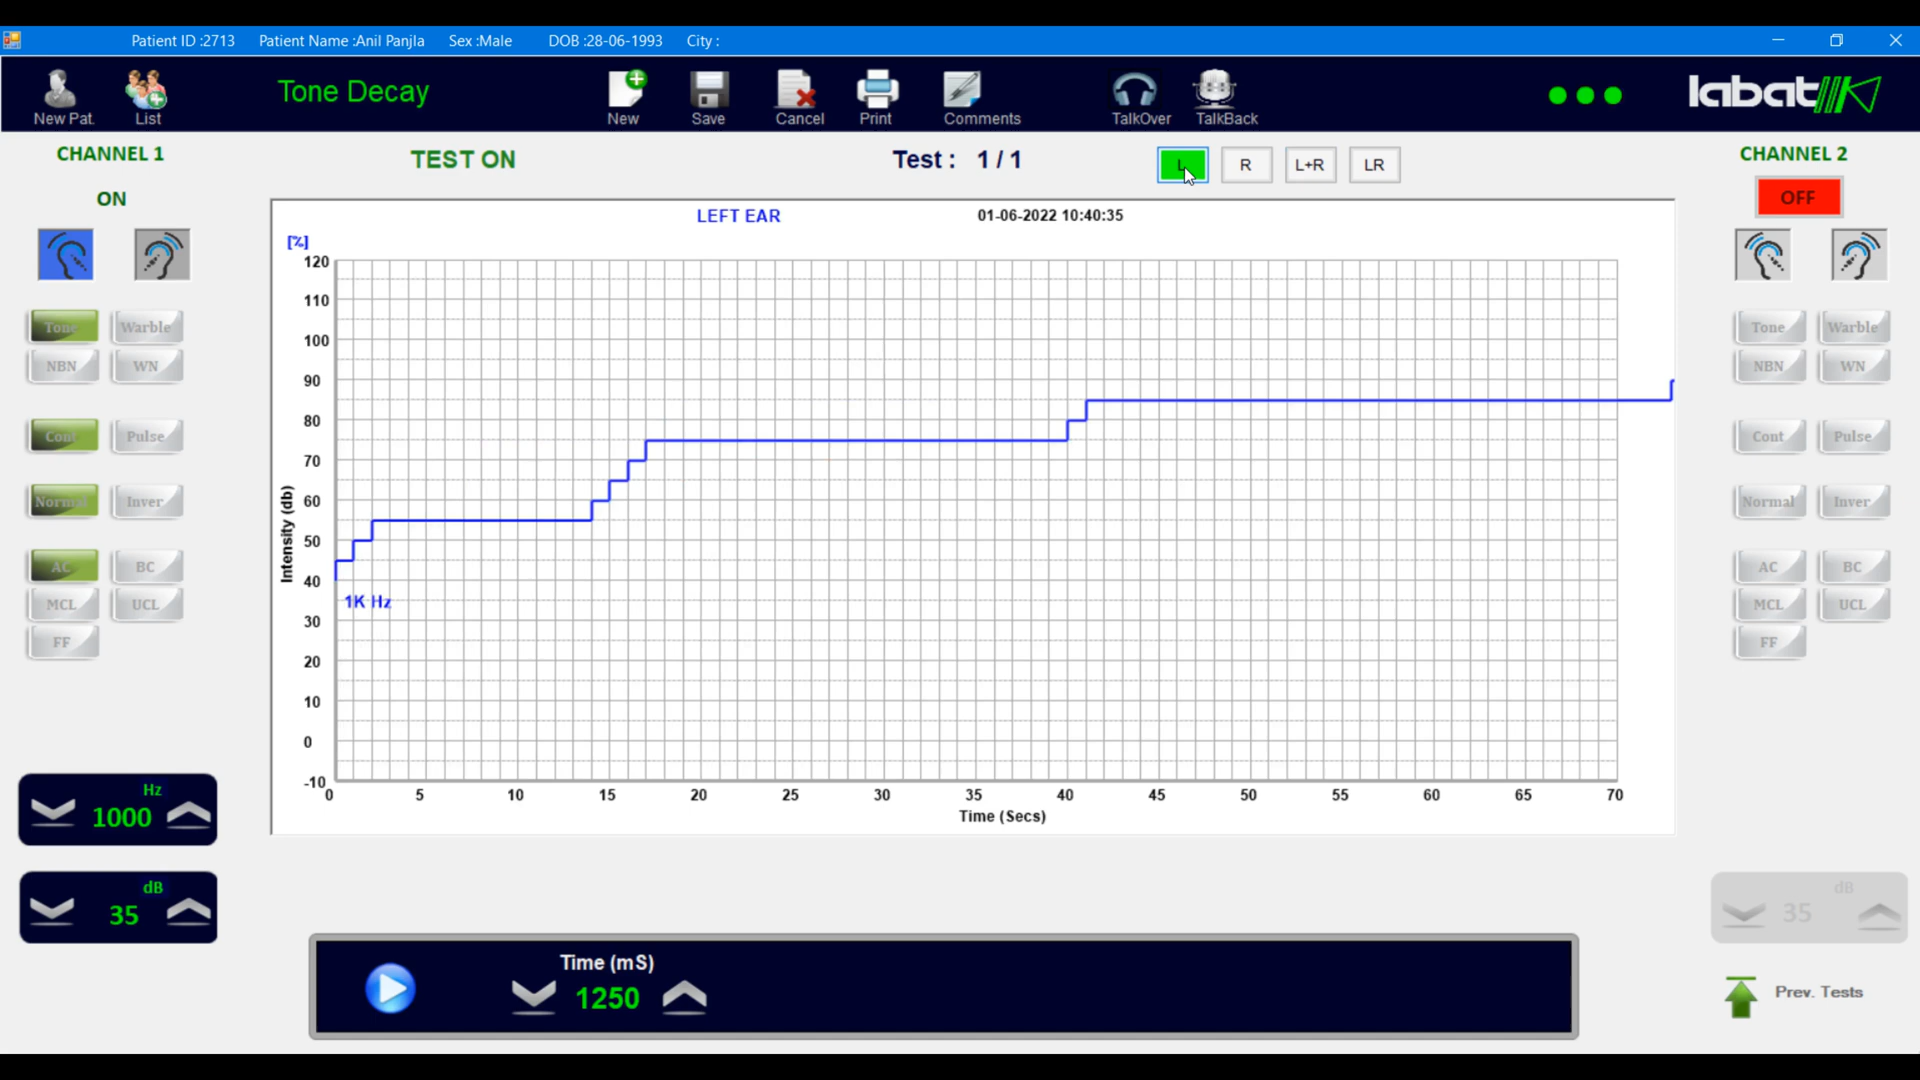 Patient ID :2713 Patient Name :Anil Panjla Sex :Male DOB :28-06-1993 City :
New Pat. List Tone Decay New Save Cancel Print Comments TalkOver TalkBack labat
CHANNEL 1 TEST ON Test : 1 / 1 L R L+R LR CHANNEL 2
ON OFF
LEFT EAR 01-06-2022 10:40:35
[%]
120
110
100
90
80
70
60
50
40
30
20
10
0
-10
Intensity (db)
1K Hz
0 5 10 15 20 25 30 35 40 45 50 55 60 65 70
Time (Secs)
Tone Warble
NBN WN
Cont Pulse
Normal Inver
AC BC
MCL UCL
FF
Hz
1000
dB
35
Tone Warble
NBN WN
Cont Pulse
Normal Inver
AC BC
MCL UCL
FF
dB
35
Time (mS)
1250
Prev. Tests